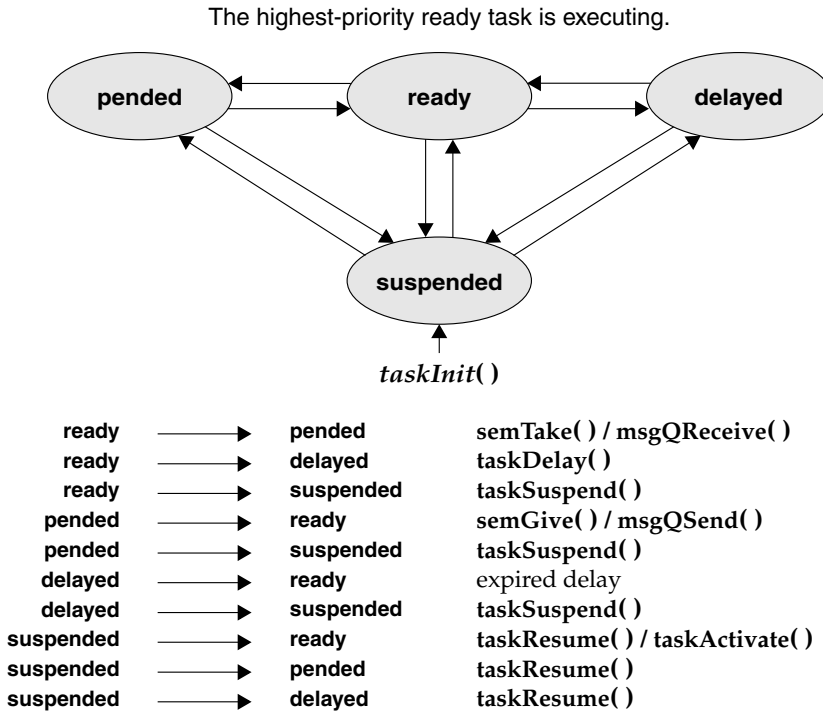 The highest-priority ready task is executing.
pended ready delayed
suspended
taskInit( )
ready pended semTake( ) / msgQReceive( )
ready delayed taskDelay( )
ready suspended taskSuspend( )
pended ready semGive( ) / msgQSend( )
pended suspended taskSuspend( )
delayed ready expired delay
delayed suspended taskSuspend( )
suspended ready taskResume( ) / taskActivate( )
suspended pended taskResume( )
suspended delayed taskResume( )